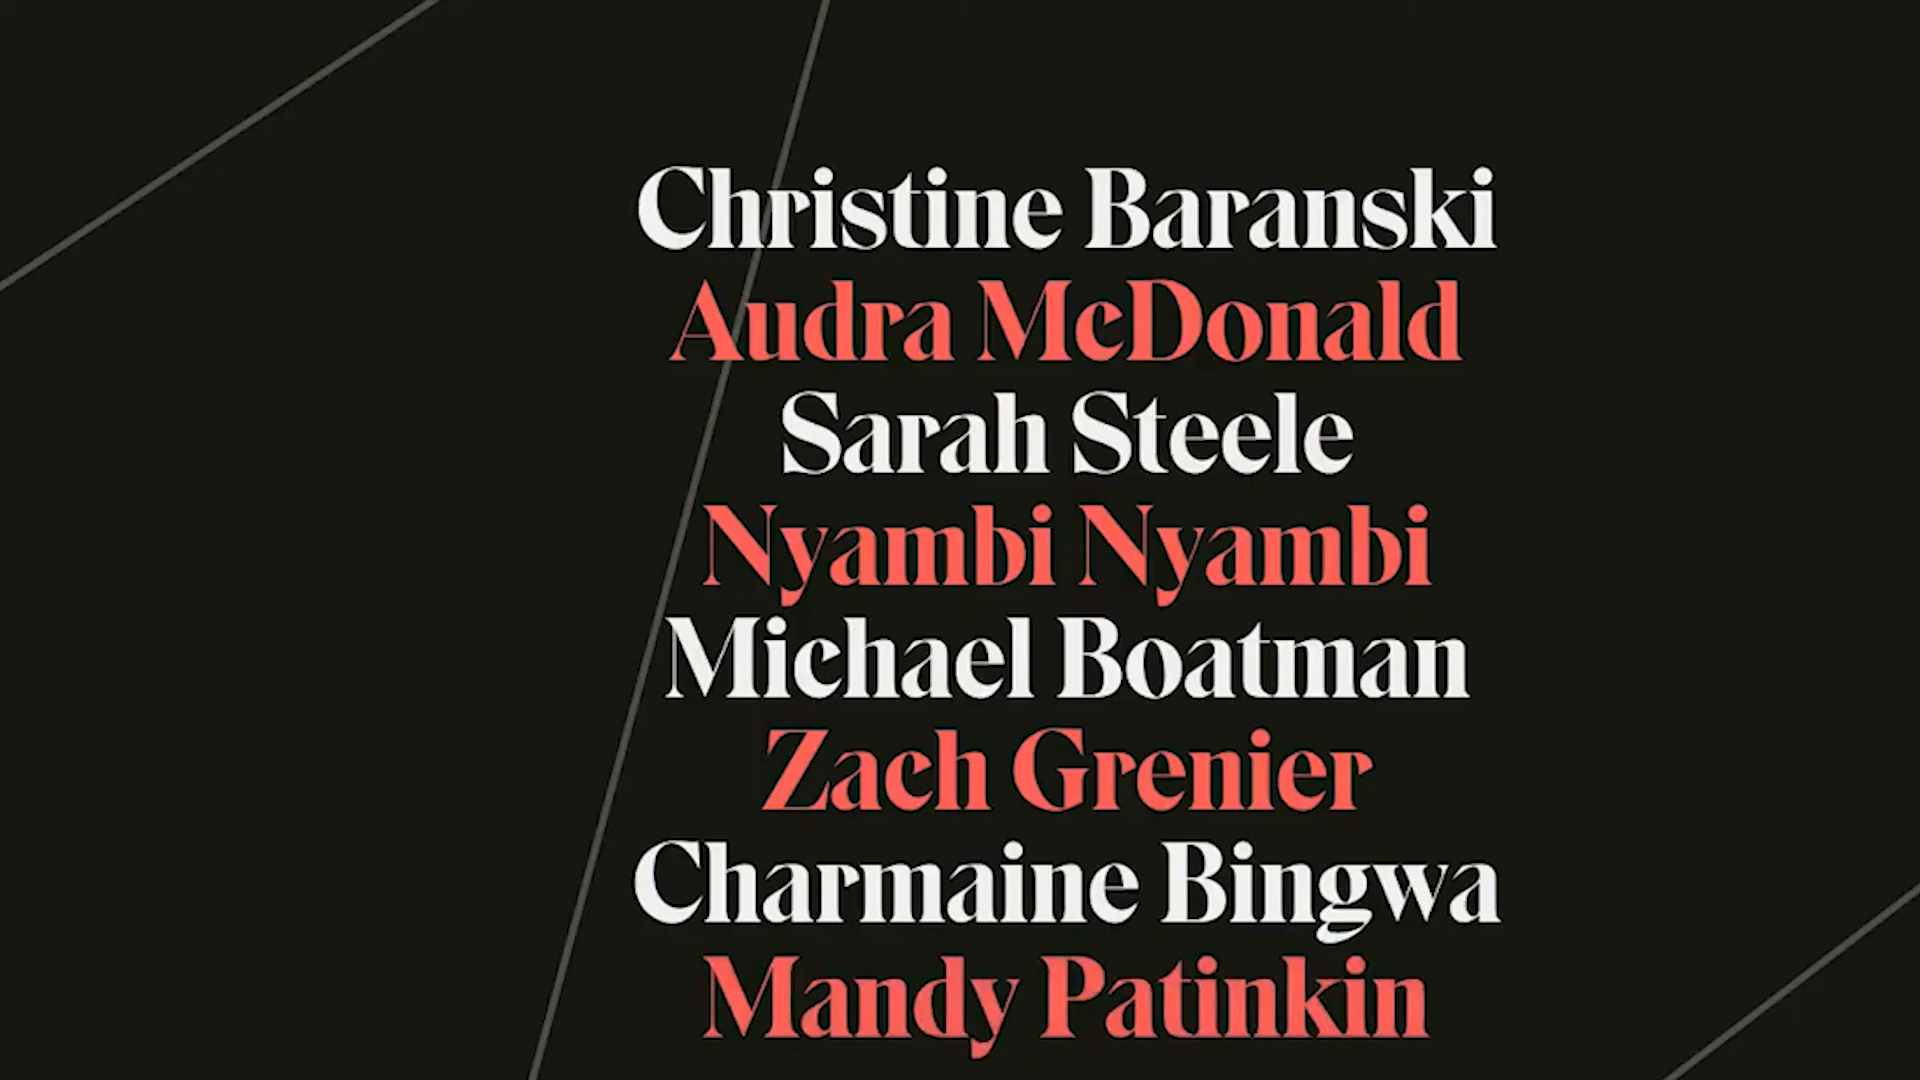 Christine Baranski
Audra McDonald
Sarah Steele
Nyambi Nyambi
Michael Boatman
Zach Grenier
Charmaine Bingwa
Mandy Patinkin